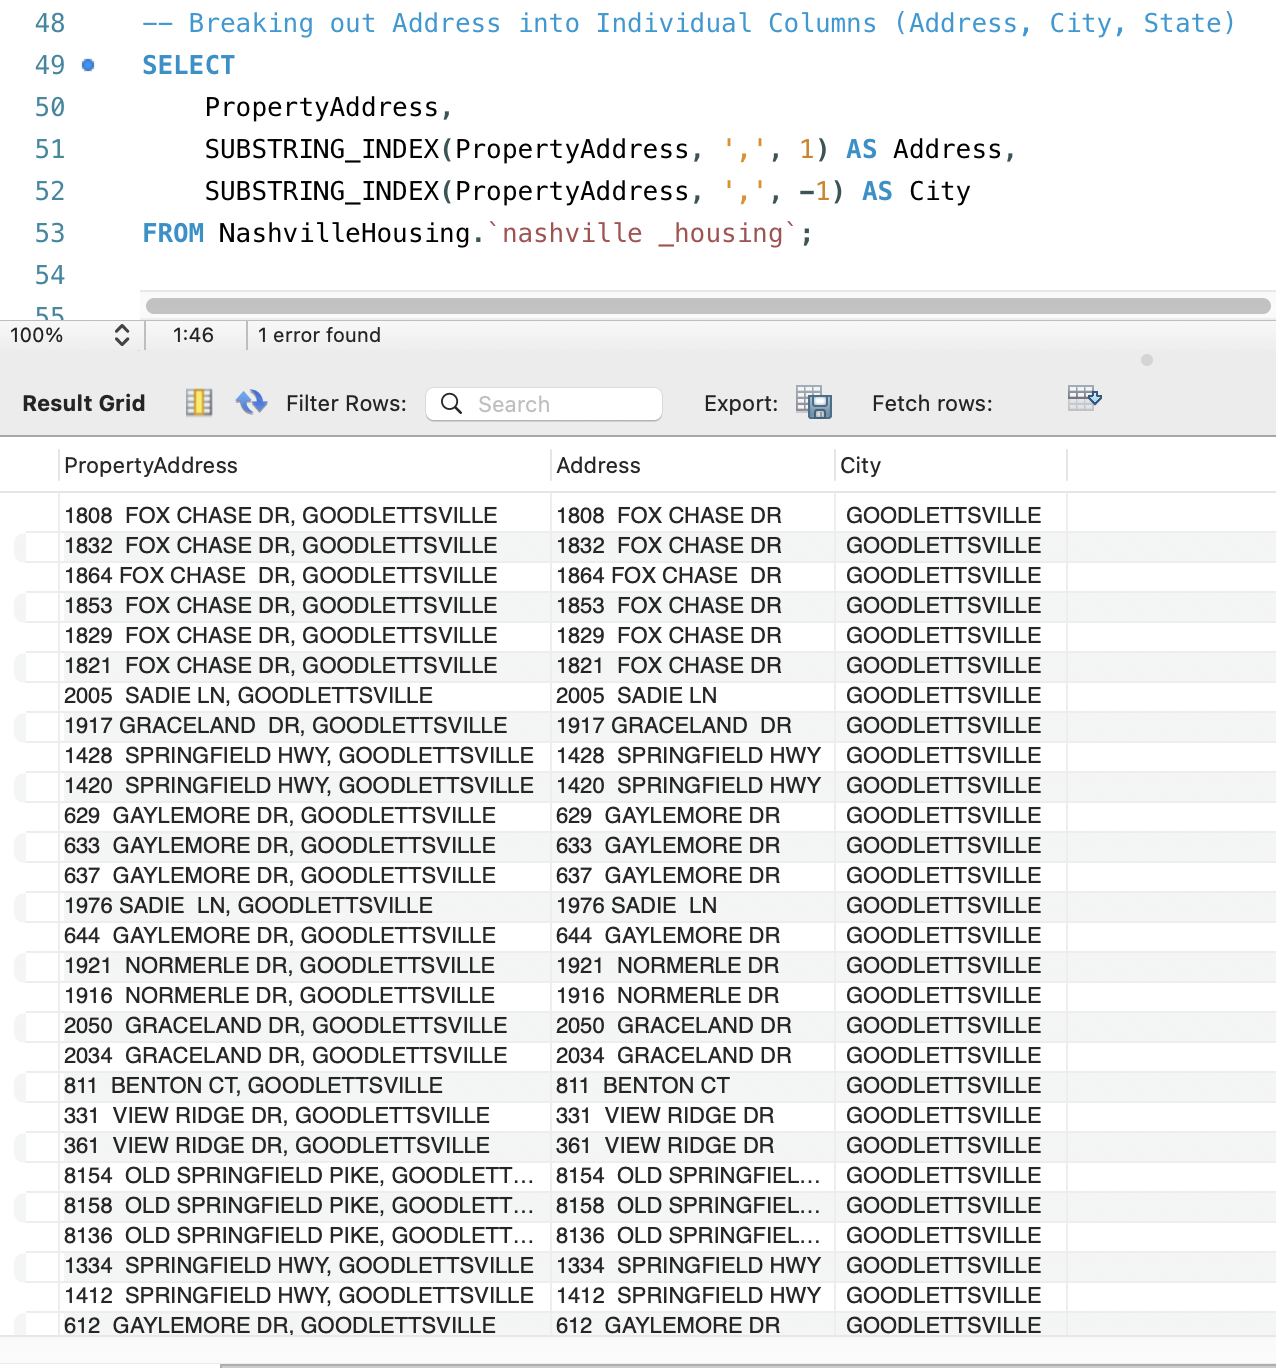 48 -- Breaking out Address into Individual Columns (Address, City, State)
49 SELECT
50 PropertyAddress,
51 SUBSTRING_INDEX(PropertyAddress, ',', 1) AS Address,
52 SUBSTRING_INDEX(PropertyAddress, ',', -1) AS City
53 FROM NashvilleHousing.`nashville _housing`;
54
55
100% 1:46 1 error found
Result Grid Filter Rows: Search Export: Fetch rows:
PropertyAddress Address City
1808  FOX CHASE DR, GOODLETTSVILLE 1808  FOX CHASE DR GOODLETTSVILLE
1832  FOX CHASE DR, GOODLETTSVILLE 1832  FOX CHASE DR GOODLETTSVILLE
1864 FOX CHASE  DR, GOODLETTSVILLE 1864 FOX CHASE  DR GOODLETTSVILLE
1853  FOX CHASE DR, GOODLETTSVILLE 1853  FOX CHASE DR GOODLETTSVILLE
1829  FOX CHASE DR, GOODLETTSVILLE 1829  FOX CHASE DR GOODLETTSVILLE
1821  FOX CHASE DR, GOODLETTSVILLE 1821  FOX CHASE DR GOODLETTSVILLE
2005  SADIE LN, GOODLETTSVILLE 2005  SADIE LN GOODLETTSVILLE
1917 GRACELAND  DR, GOODLETTSVILLE 1917 GRACELAND  DR GOODLETTSVILLE
1428  SPRINGFIELD HWY, GOODLETTSVILLE 1428  SPRINGFIELD HWY GOODLETTSVILLE
1420  SPRINGFIELD HWY, GOODLETTSVILLE 1420  SPRINGFIELD HWY GOODLETTSVILLE
629  GAYLEMORE DR, GOODLETTSVILLE 629  GAYLEMORE DR GOODLETTSVILLE
633  GAYLEMORE DR, GOODLETTSVILLE 633  GAYLEMORE DR GOODLETTSVILLE
637  GAYLEMORE DR, GOODLETTSVILLE 637  GAYLEMORE DR GOODLETTSVILLE
1976 SADIE  LN, GOODLETTSVILLE 1976 SADIE  LN GOODLETTSVILLE
644  GAYLEMORE DR, GOODLETTSVILLE 644  GAYLEMORE DR GOODLETTSVILLE
1921  NORMERLE DR, GOODLETTSVILLE 1921  NORMERLE DR GOODLETTSVILLE
1916  NORMERLE DR, GOODLETTSVILLE 1916  NORMERLE DR GOODLETTSVILLE
2050  GRACELAND DR, GOODLETTSVILLE 2050  GRACELAND DR GOODLETTSVILLE
2034  GRACELAND DR, GOODLETTSVILLE 2034  GRACELAND DR GOODLETTSVILLE
811  BENTON CT, GOODLETTSVILLE 811  BENTON CT GOODLETTSVILLE
331  VIEW RIDGE DR, GOODLETTSVILLE 331  VIEW RIDGE DR GOODLETTSVILLE
361  VIEW RIDGE DR, GOODLETTSVILLE 361  VIEW RIDGE DR GOODLETTSVILLE
8154  OLD SPRINGFIELD PIKE, GOODLETT... 8154  OLD SPRINGFIEL... GOODLETTSVILLE
8158  OLD SPRINGFIELD PIKE, GOODLETT... 8158  OLD SPRINGFIEL... GOODLETTSVILLE
8136  OLD SPRINGFIELD PIKE, GOODLETT... 8136  OLD SPRINGFIEL... GOODLETTSVILLE
1334  SPRINGFIELD HWY, GOODLETTSVILLE 1334  SPRINGFIELD HWY GOODLETTSVILLE
1412  SPRINGFIELD HWY, GOODLETTSVILLE 1412  SPRINGFIELD HWY GOODLETTSVILLE
612  GAYLEMORE DR, GOODLETTSVILLE 612  GAYLEMORE DR GOODLETTSVILLE